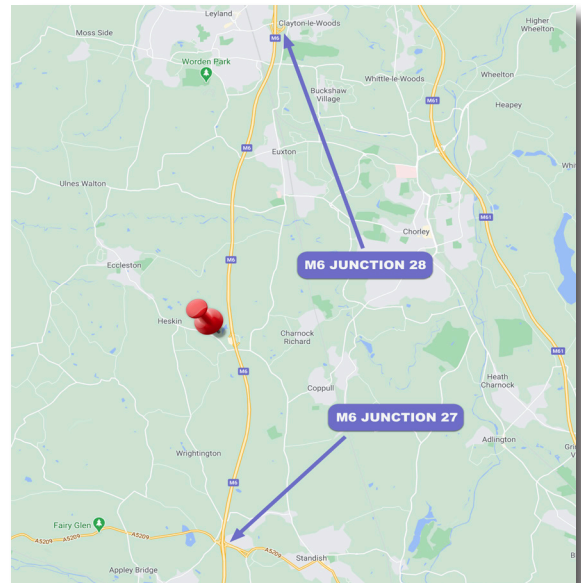 Leyland
Clayton-le-Woods
Higher
Wheelton
Moss Side
M6
Worden Park
Whittle-le-Woods
Wheelton
Buckshaw
Village
M61
Heapey
M6
Euxton
Ulnes Walton
M61
Chorley
M6
M6 JUNCTION 28
Eccleston
Heskin
Charnock
Richard
M61
M6
Heath
Charnock
Coppull
M6 JUNCTION 27
Adlington
Wrightington
M6
Fairy Glen
A5209
A5209
A5209
A5209
Standish
Appley Bridge